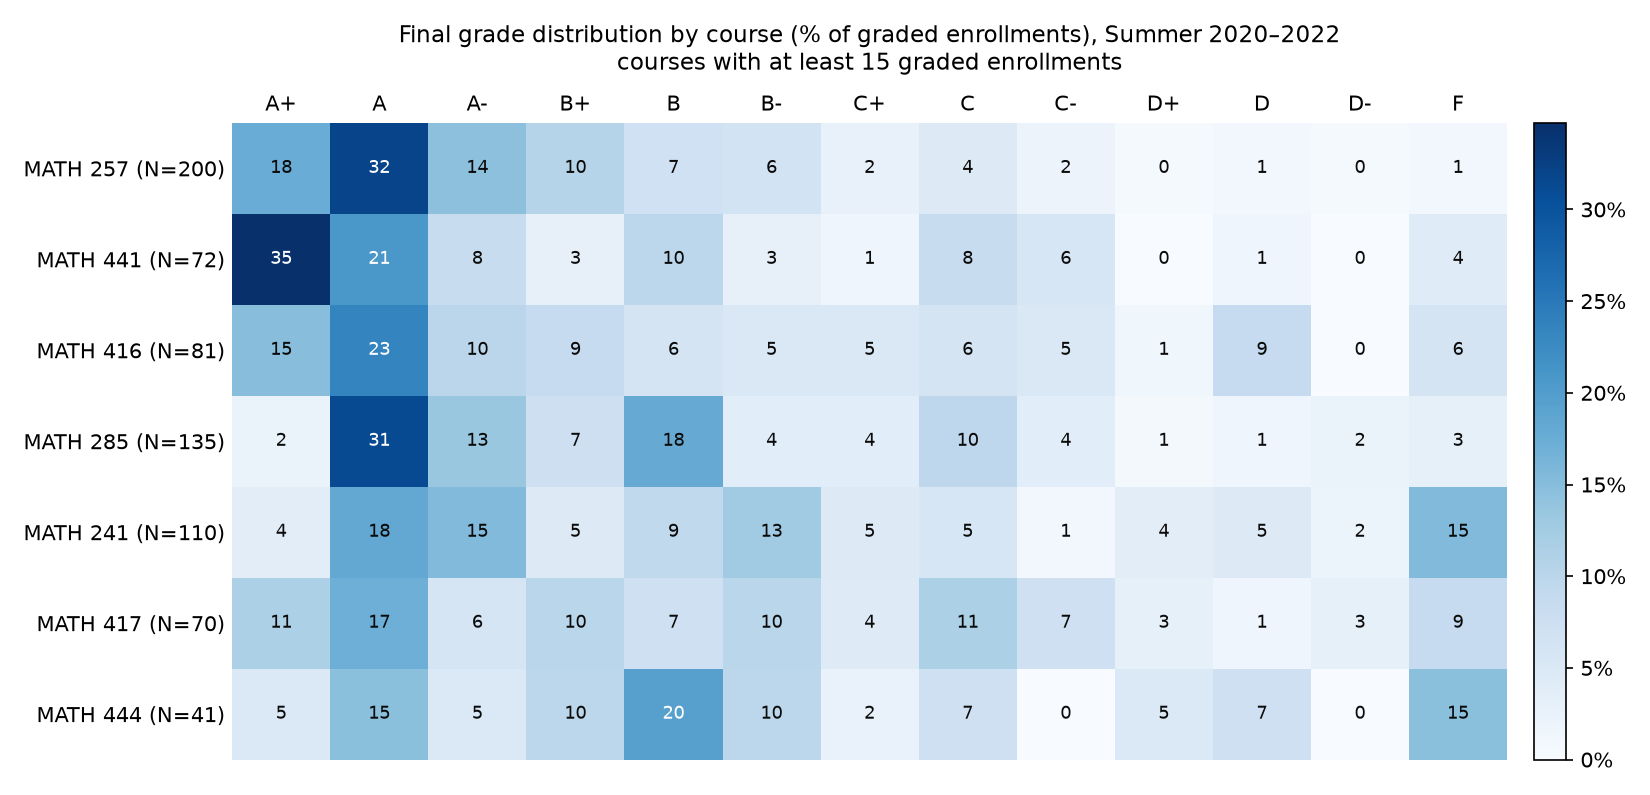 Final grade distribution by course (% of graded enrollments), Summer 2020–2022
courses with at least 15 graded enrollments
A+ A A- B+ B B- C+ C C- D+ D D- F
MATH 257 (N=200) 18 32 14 10 7 6 2 4 2 0 1 0 1
MATH 441 (N=72) 35 21 8 3 10 3 1 8 6 0 1 0 4
MATH 416 (N=81) 15 23 10 9 6 5 5 6 5 1 9 0 6
MATH 285 (N=135) 2 31 13 7 18 4 4 10 4 1 1 2 3
MATH 241 (N=110) 4 18 15 5 9 13 5 5 1 4 5 2 15
MATH 417 (N=70) 11 17 6 10 7 10 4 11 7 3 1 3 9
MATH 444 (N=41) 5 15 5 10 20 10 2 7 0 5 7 0 15
30%
25%
20%
15%
10%
5%
0%